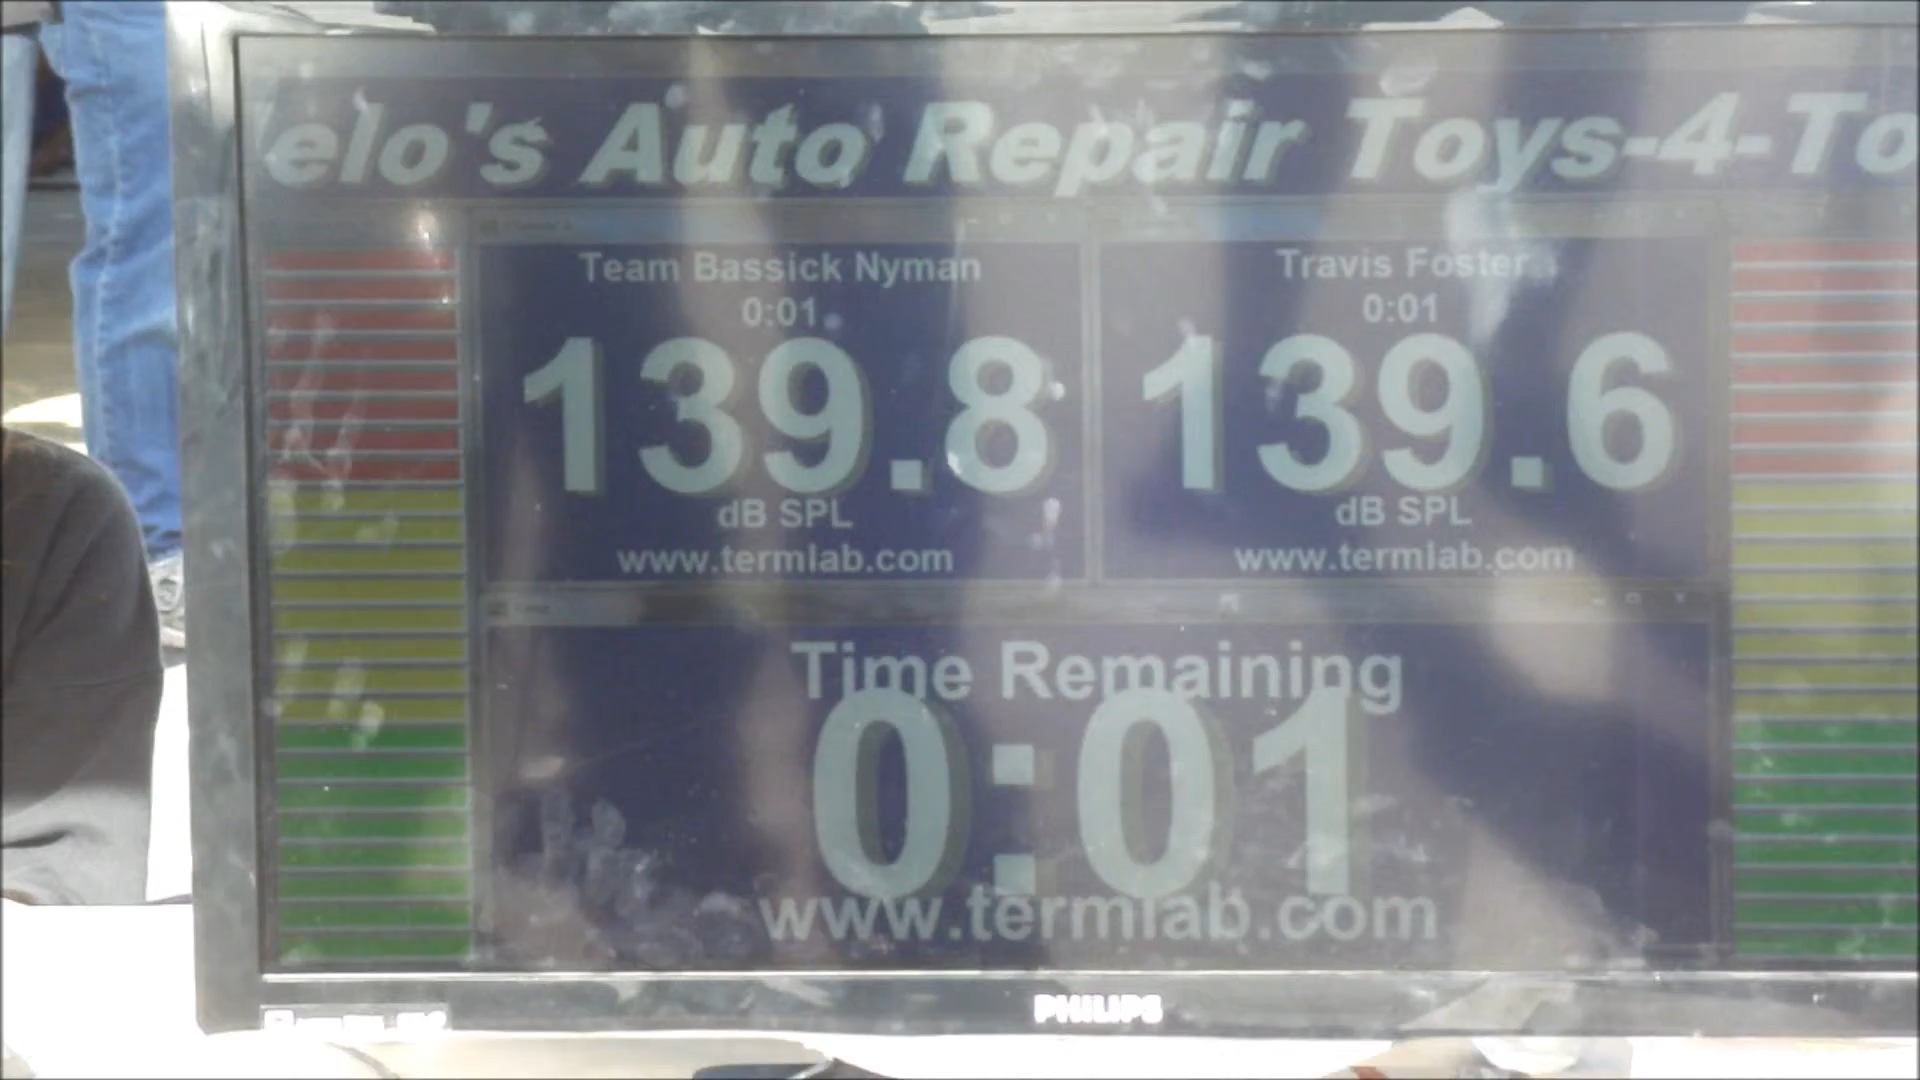 elo's Auto Repair Toys-4-To
Team Bassick Nyman
0:01
139.8
dB SPL
www.termlab.com
Travis Foster
0:01
139.6
dB SPL
www.termlab.com
Time Remaining
0:01
www.termlab.com
PHILIPS